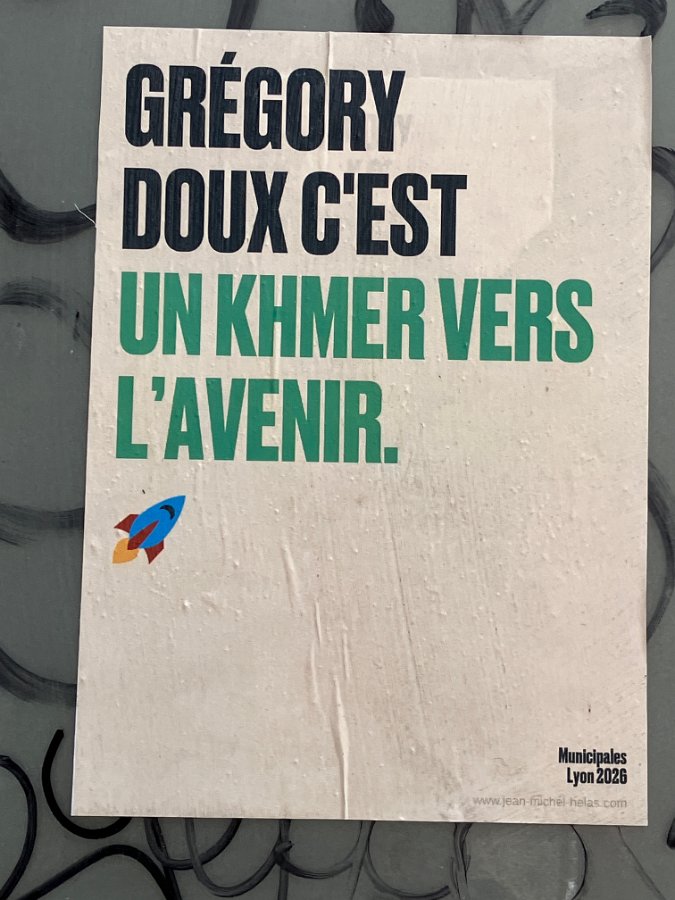 GRÉGORY
DOUX C'EST
UN KHMER VERS
L'AVENIR.
Municipales
Lyon 2026
www.jean-michel-helas.com